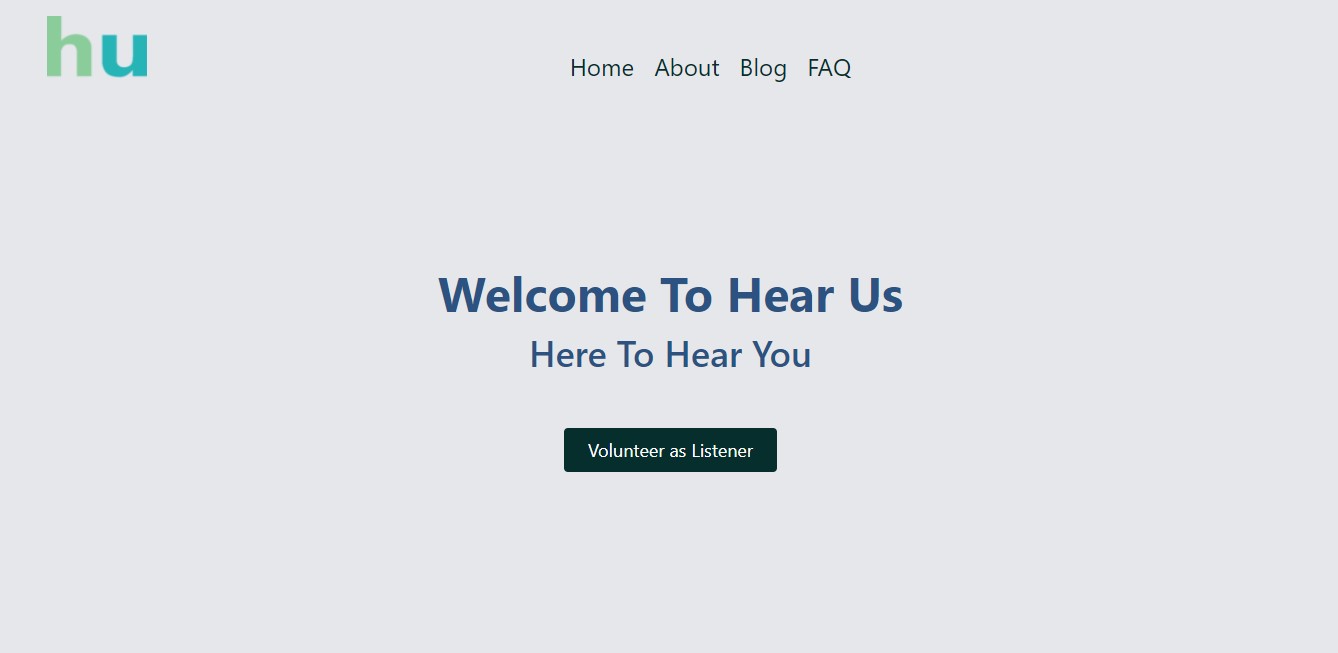 hu
Home About Blog FAQ
Welcome To Hear Us
Here To Hear You
Volunteer as Listener